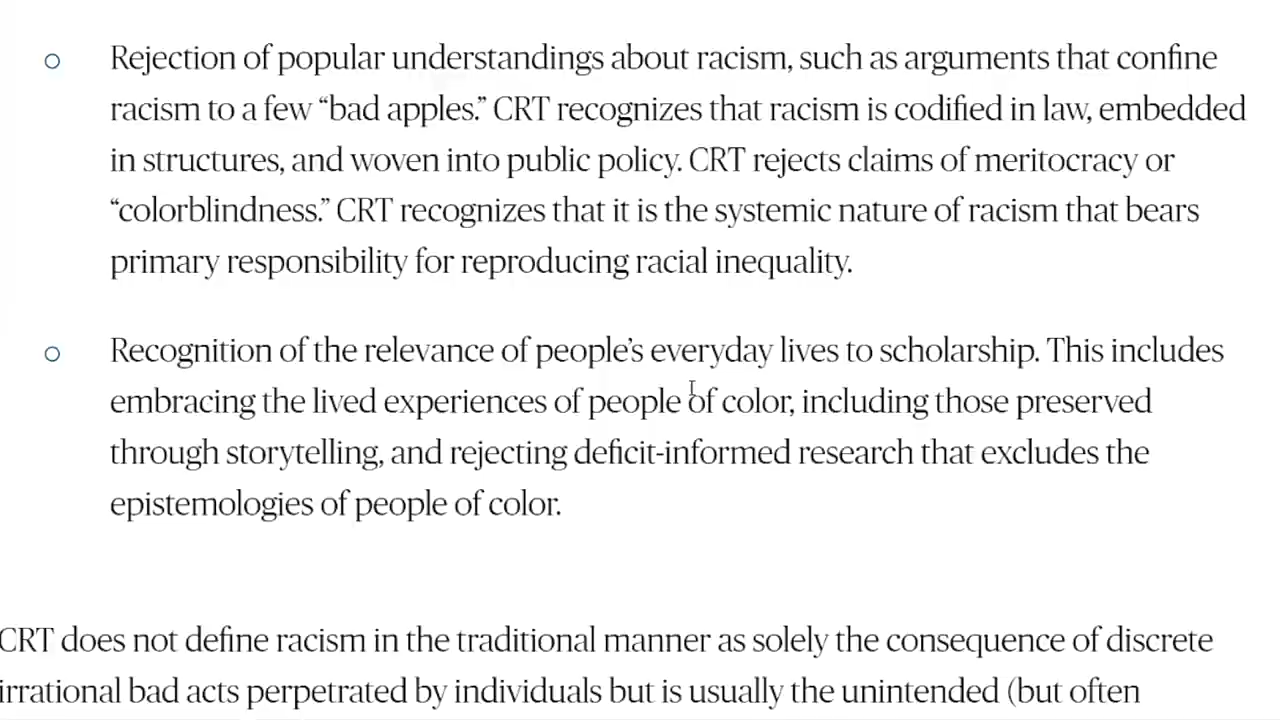 Rejection of popular understandings about racism, such as arguments that confine
racism to a few “bad apples.” CRT recognizes that racism is codified in law, embedded
in structures, and woven into public policy. CRT rejects claims of meritocracy or
“colorblindness.” CRT recognizes that it is the systemic nature of racism that bears
primary responsibility for reproducing racial inequality.
Recognition of the relevance of people’s everyday lives to scholarship. This includes
embracing the lived experiences of people of color, including those preserved
through storytelling, and rejecting deficit-informed research that excludes the
epistemologies of people of color.
CRT does not define racism in the traditional manner as solely the consequence of discrete
irrational bad acts perpetrated by individuals but is usually the unintended (but often